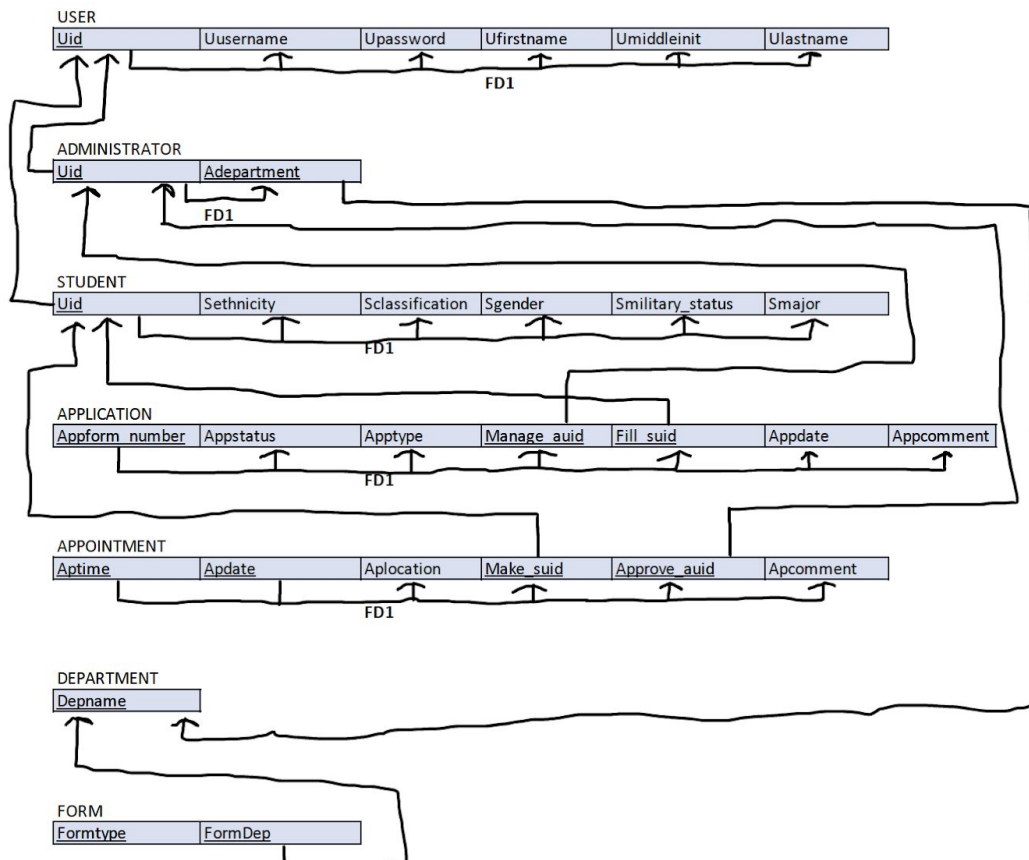 USER
Uid Uusername Upassword Ufirstname Umiddleinit Ulastname
FD1
ADMINISTRATOR
Uid Adepartment
FD1
STUDENT
Uid Sethnicity Sclassification Sgender Smilitary_status Smajor
FD1
APPLICATION
Appform_number Appstatus Apptype Manage_auid Fill_suid Appdate Appcomment
FD1
APPOINTMENT
Aptime Apdate Aplocation Make_suid Approve_auid Apcomment
FD1
DEPARTMENT
Depname
FORM
Formtype FormDep